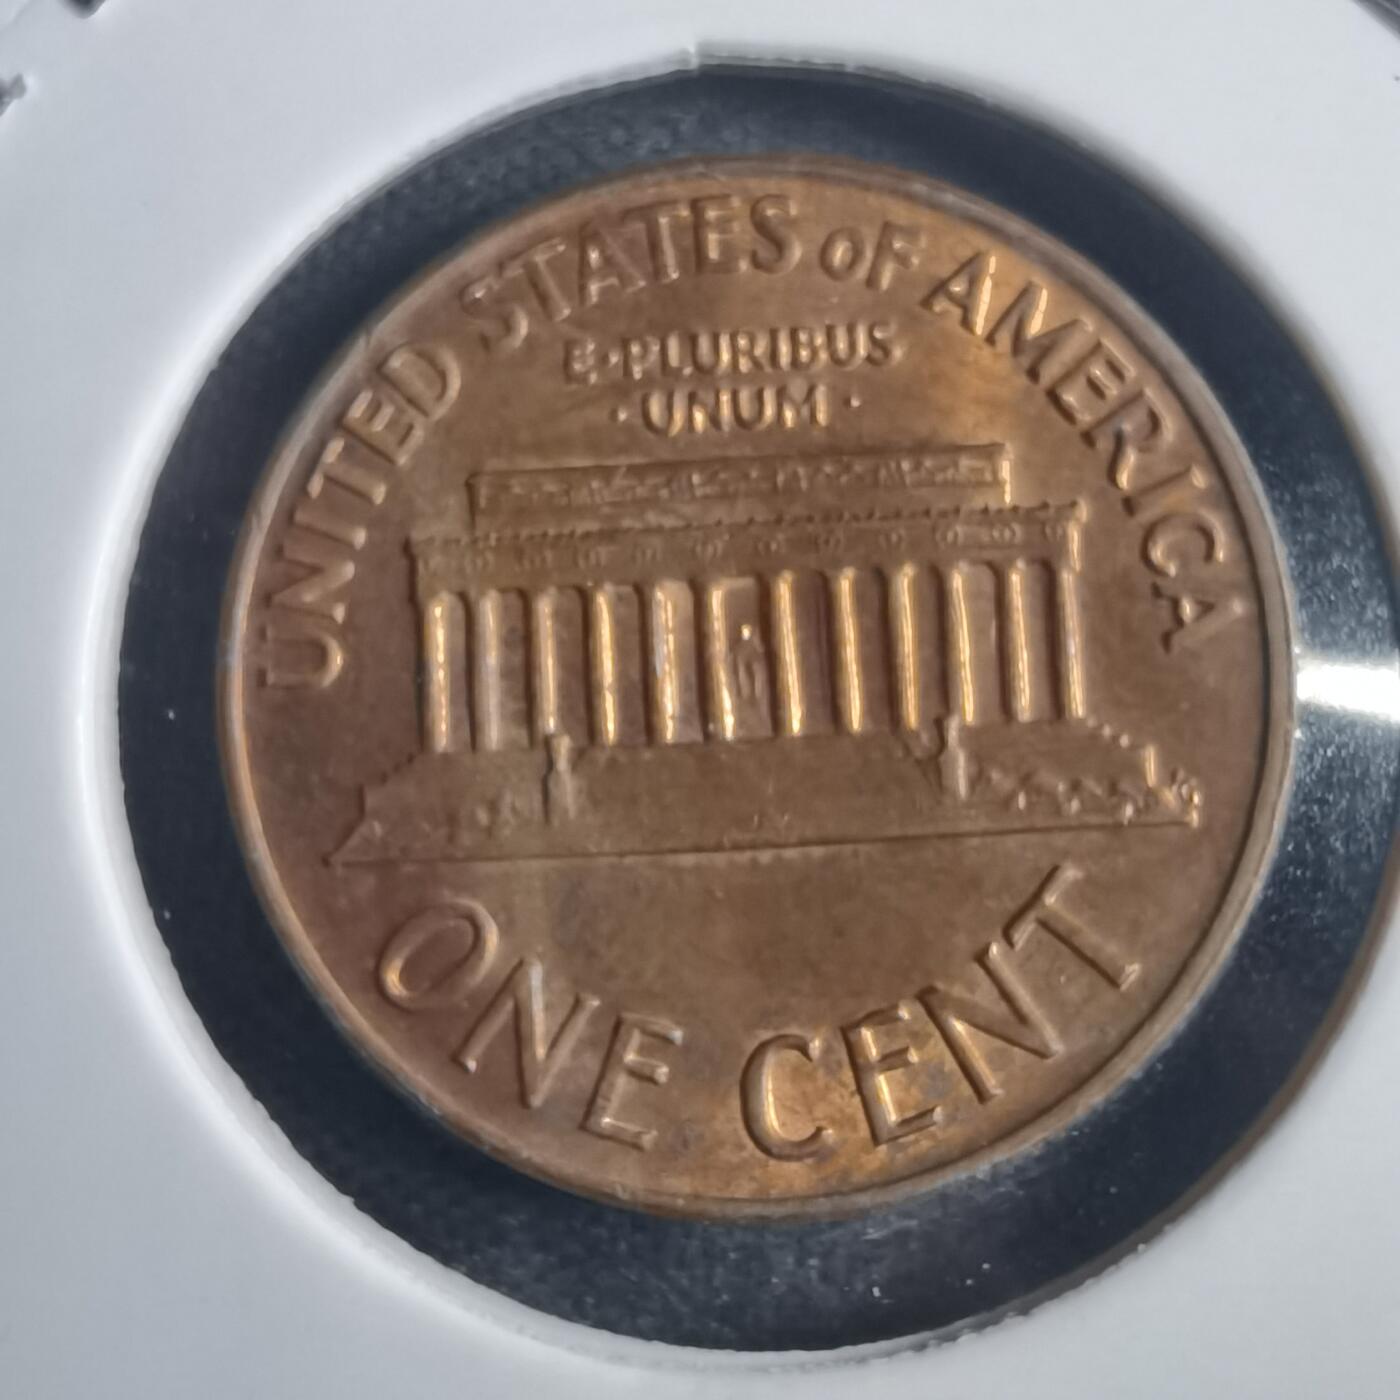 UNITED STATES oF AMERICA
E·PLURIBUS
·UNUM·
ONE CENT